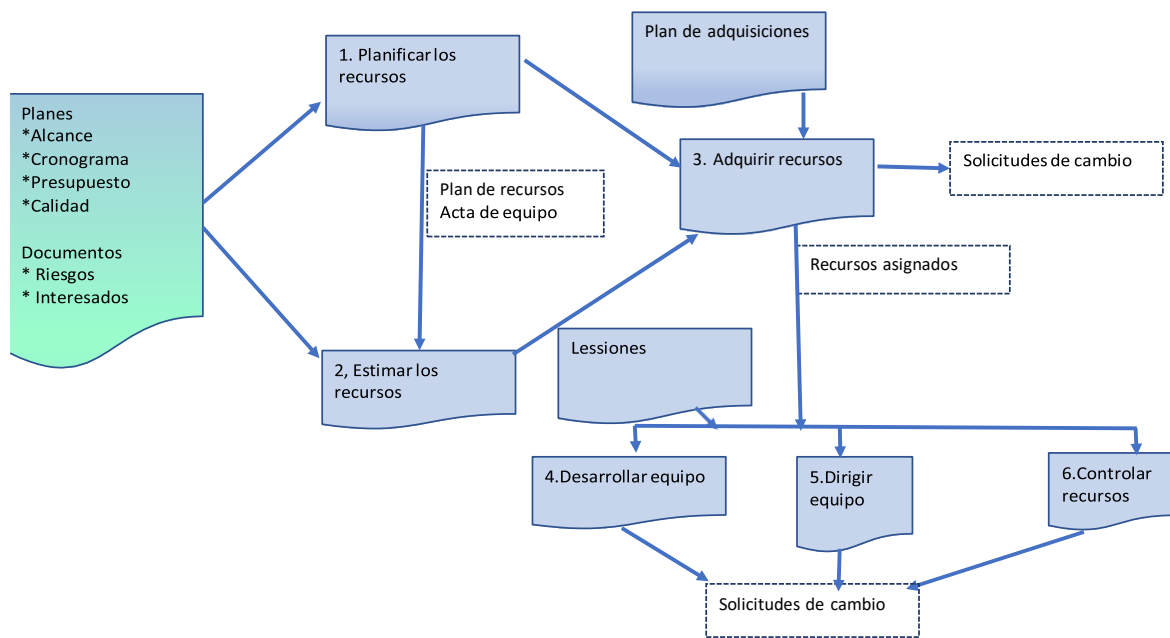 Planes
*Alcance
*Cronograma
*Presupuesto
*Calidad
Documentos
* Riesgos
* Interesados
1. Planificar los
recursos
Plan de recursos
Acta de equipo
2, Estimar los
recursos
Plan de adquisiciones
3. Adquirir recursos
Solicitudes de cambio
Recursos asignados
Lessiones
4.Desarrollar equipo
5.Dirigir
equipo
6.Controlar
recursos
Solicitudes de cambio